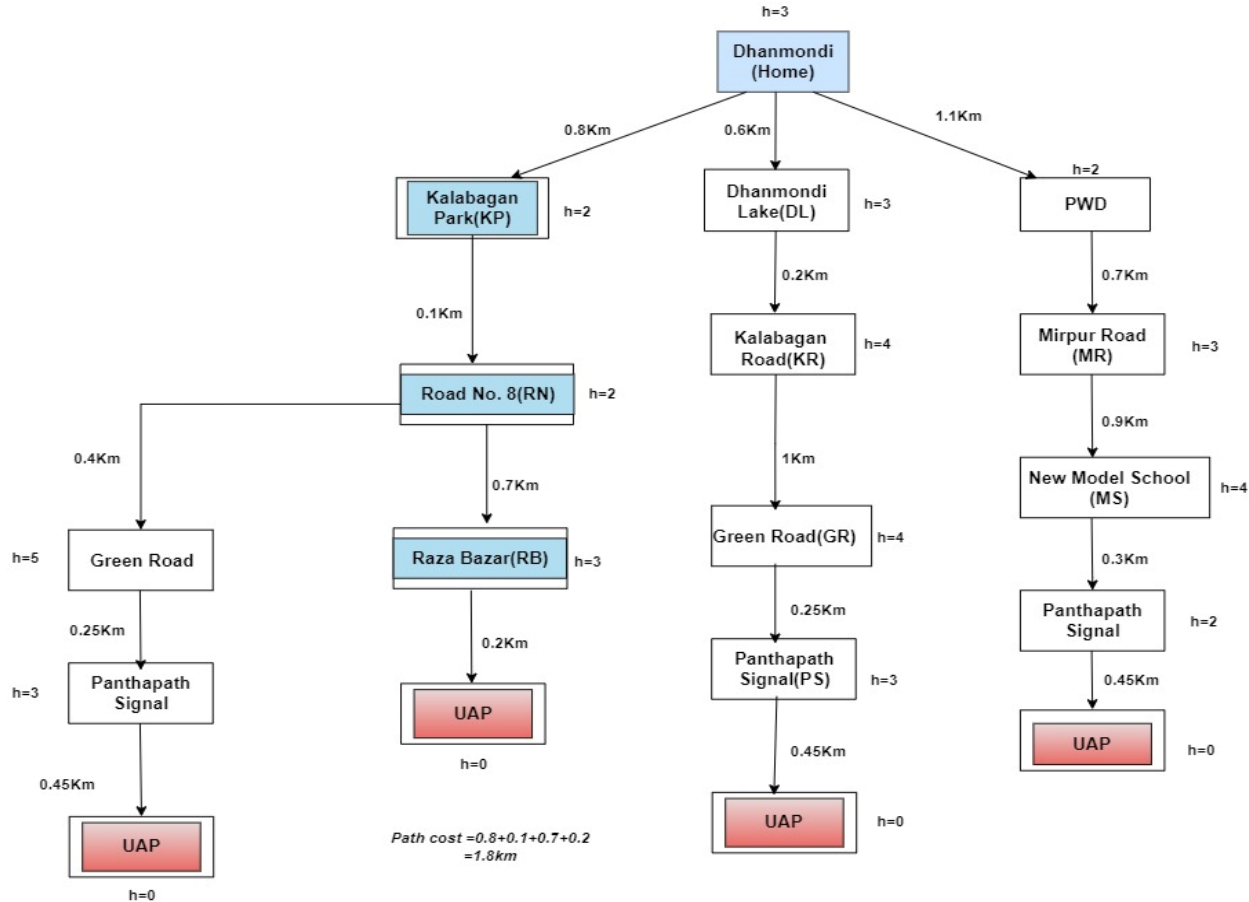 h=3
Dhanmondi
(Home)
0.8Km
0.6Km
1.1Km
Kalabagan
Park(KP)
h=2
Dhanmondi
Lake(DL)
h=3
h=2
PWD
0.1Km
0.2Km
0.7Km
Kalabagan
Road(KR)
h=4
Mirpur Road
(MR)
h=3
Road No. 8(RN)
h=2
0.4Km
0.7Km
1Km
0.9Km
New Model School
(MS)
h=4
h=5
Green Road
Raza Bazar(RB)
h=3
Green Road(GR)
h=4
0.3Km
0.25Km
0.2Km
0.25Km
Panthapath
Signal
h=2
h=3
Panthapath
Signal
UAP
h=0
Panthapath
Signal(PS)
h=3
0.45Km
UAP
h=0
0.45Km
0.45Km
UAP
h=0
Path cost =0.8+0.1+0.7+0.2
=1.8km
UAP
h=0